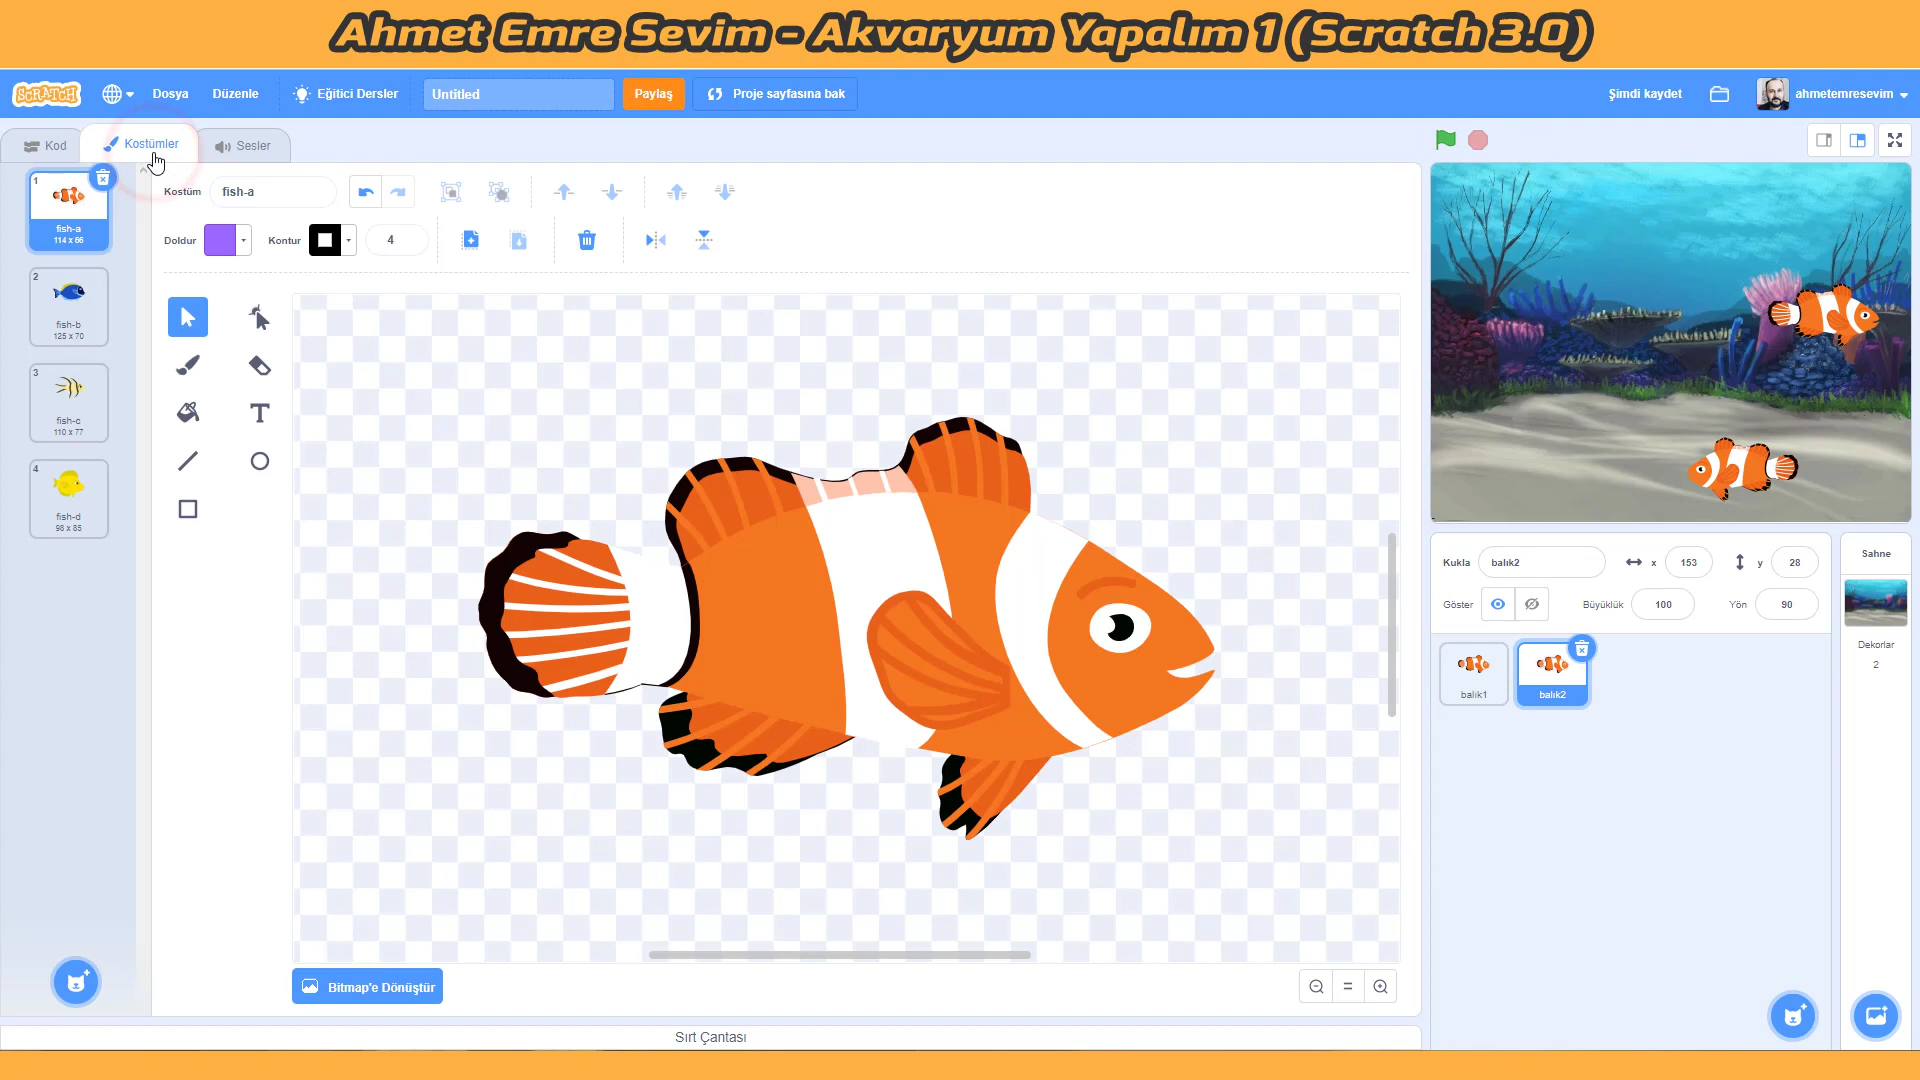 Ahmet Emre Sevim - Akvaryum Yapalım 1 (Scratch 3.0)
SCRATCH Dosya Düzenle Eğitici Dersler Untitled Paylaş Proje sayfasına bak Şimdi kaydet ahmetemresevim
Kod Kostümler Sesler
Kostüm fish-a
Doldur Kontur 4
1
fish-a
114 x 66
2
fish-b
125 x 70
3
fish-c
110 x 77
4
fish-d
98 x 85
T
Bitmap'e Dönüştür
Sırt Çantası
Kukla balık2 x 153 y 28
Göster Büyüklük 100 Yön 90
balık1 balık2
Sahne
Dekorlar
2